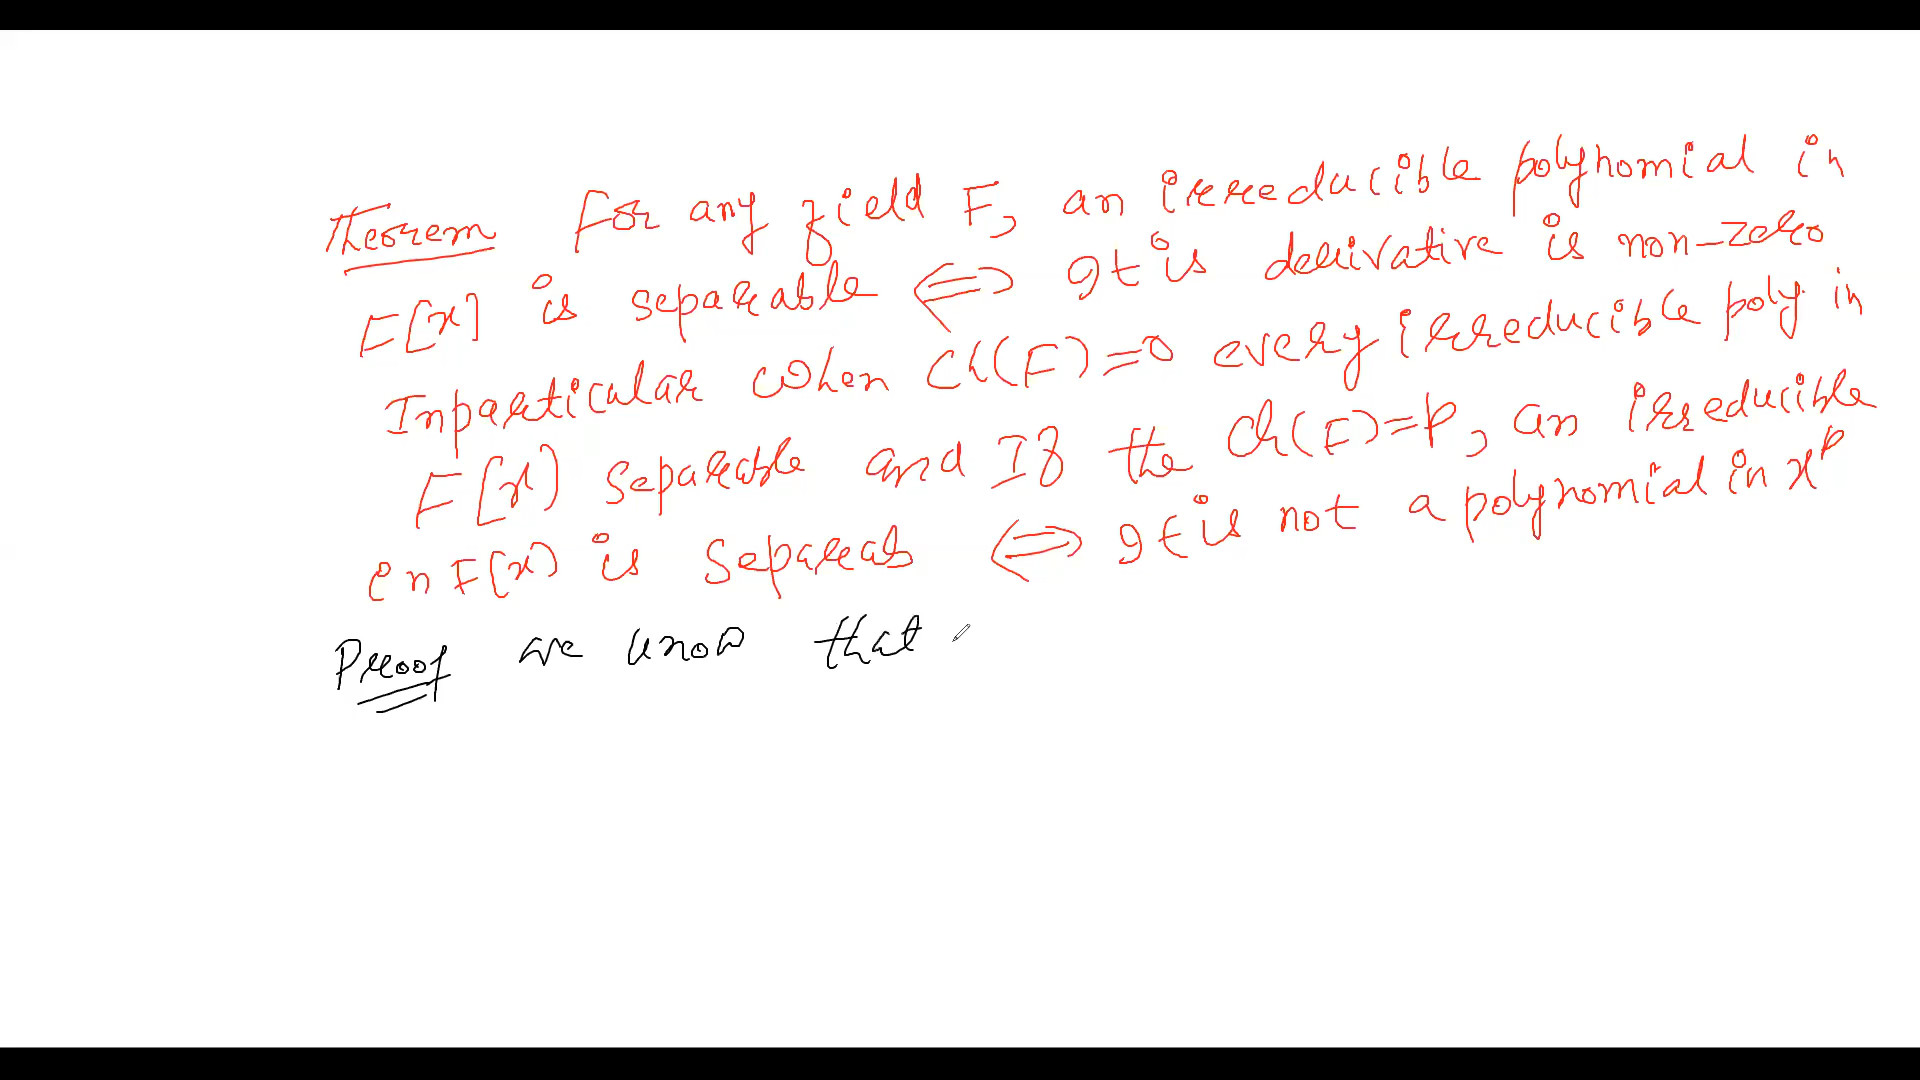 Theorem For any field F, an irreducible polynomial in
F[x] is separable ⟺ It is derivative is non-zero
Inparticular when Ch(F)=0 every irreducible poly in
F[x] separable and If the Ch(F)=p, an irreducible
in F[x] is separab ⟺ It is not a polynomial in x^p
Proof we know that